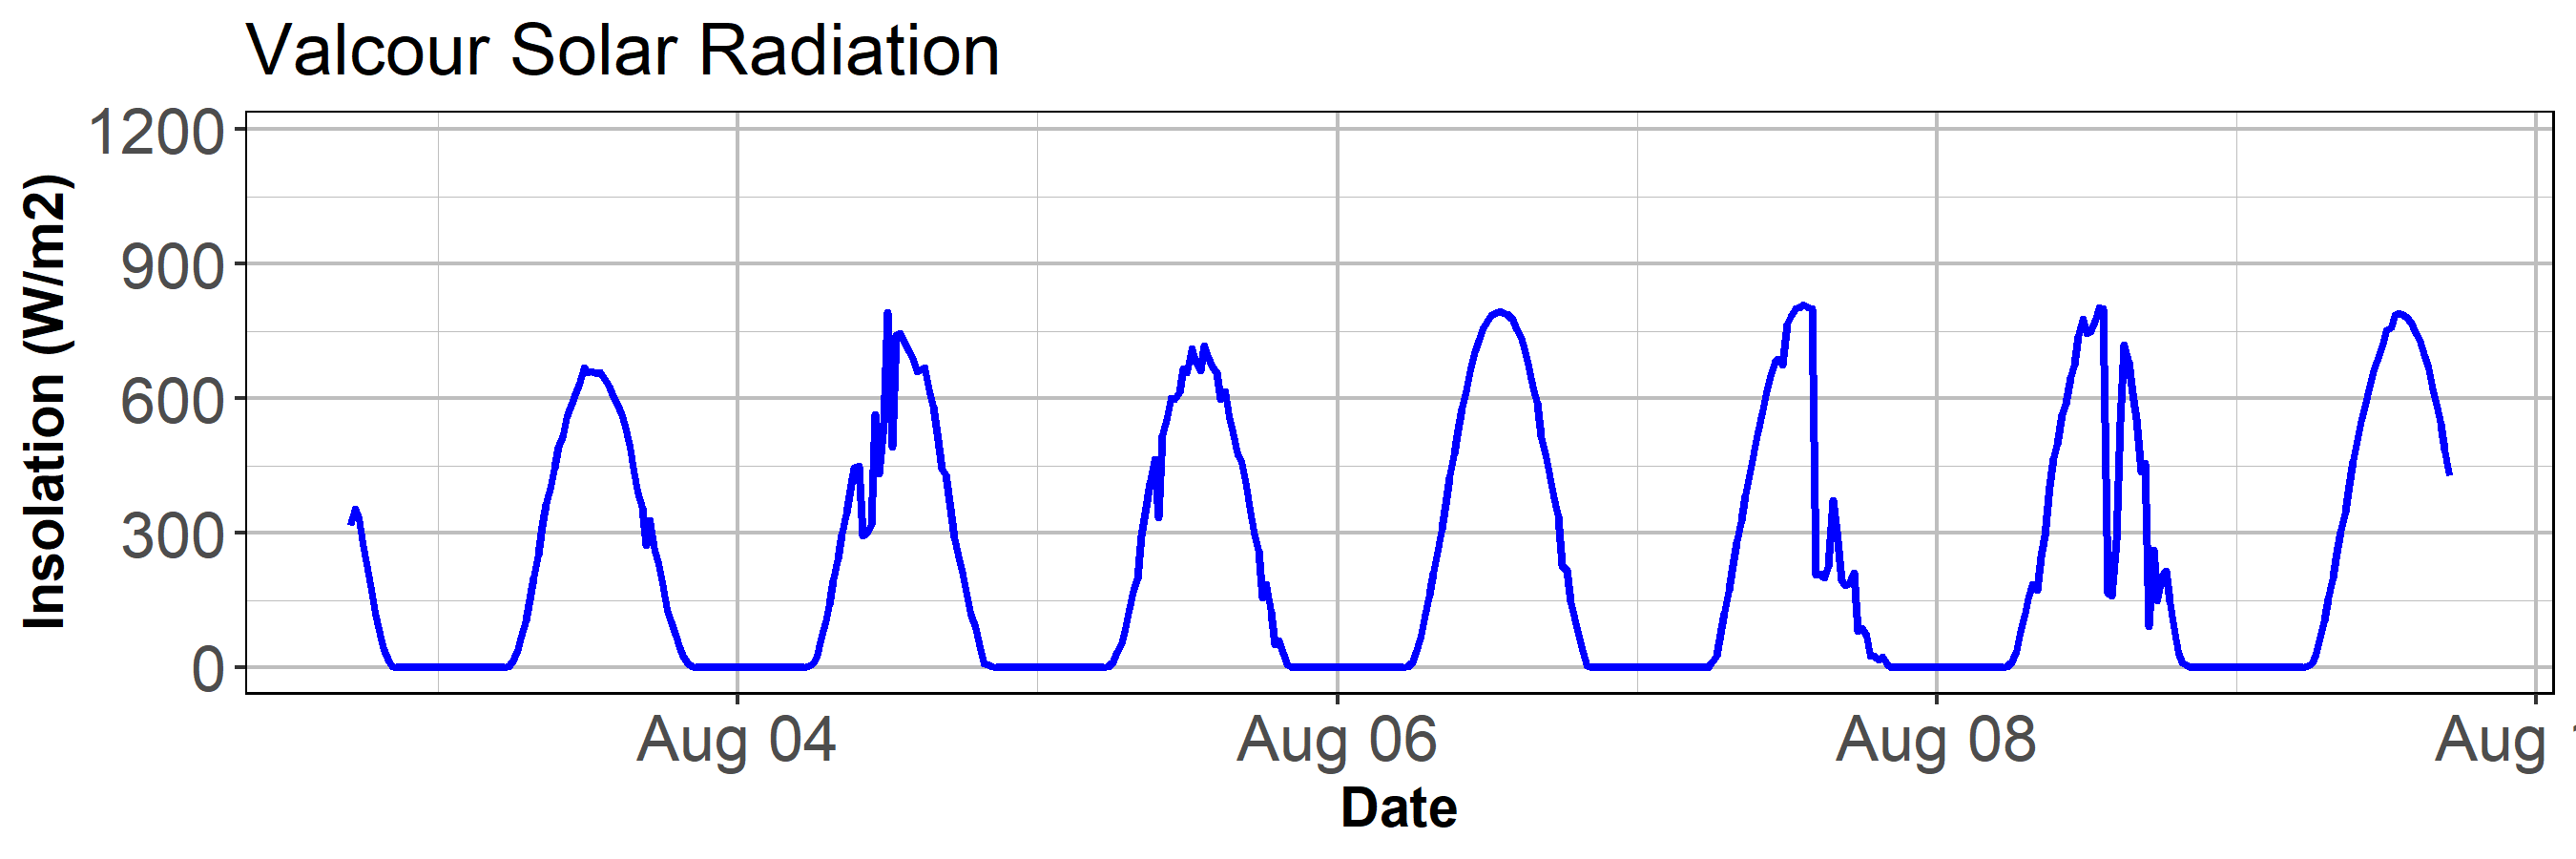 Valcour Solar Radiation
1200
900
600
300
0
Insolation (W/m2)
Aug 04 Aug 06 Aug 08 Aug
Date